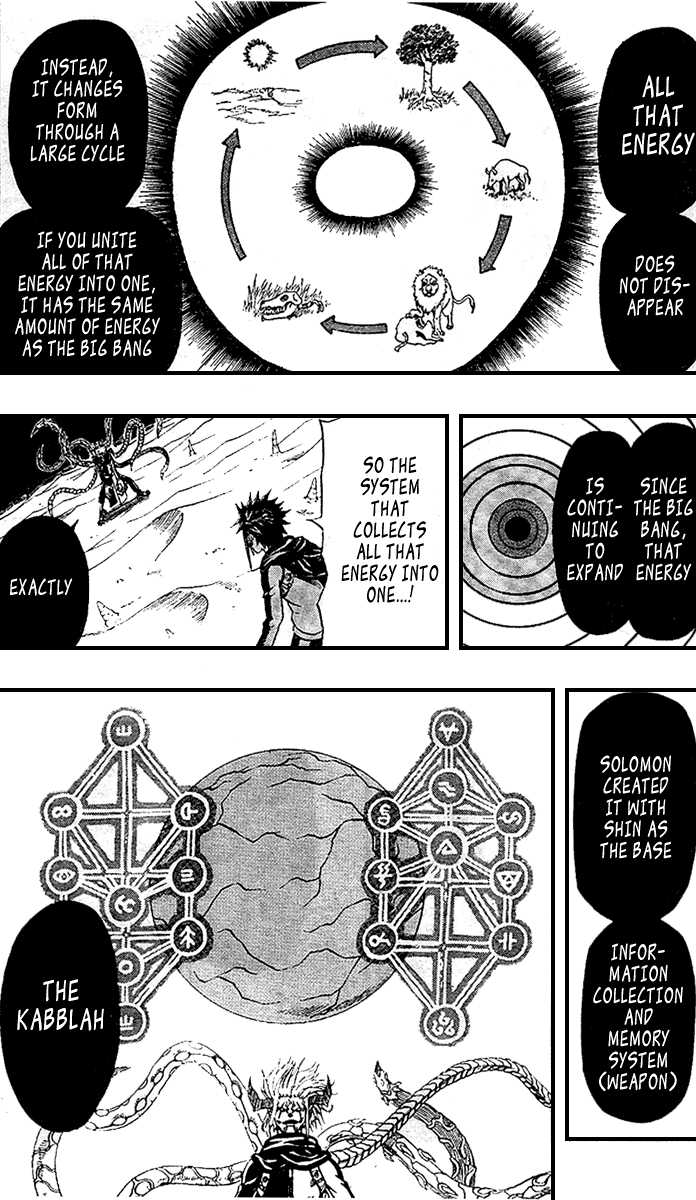 ALL
THAT
ENERGY
DOES
NOT DIS-
APPEAR
INSTEAD,
IT CHANGES
FORM
THROUGH A
LARGE CYCLE
IF YOU UNITE
ALL OF THAT
ENERGY INTO ONE,
IT HAS THE SAME
AMOUNT OF ENERGY
AS THE BIG BANG
SINCE
THE BIG
BANG,
THAT
ENERGY
IS
CONTI-
NUING
TO
EXPAND
SO THE
SYSTEM
THAT
COLLECTS
ALL THAT
ENERGY INTO
ONE...!
EXACTLY
SOLOMON
CREATED
IT WITH
SHIN AS
THE BASE
INFOR-
MATION
COLLECTION
AND
MEMORY
SYSTEM
(WEAPON)
THE
KABBLAH